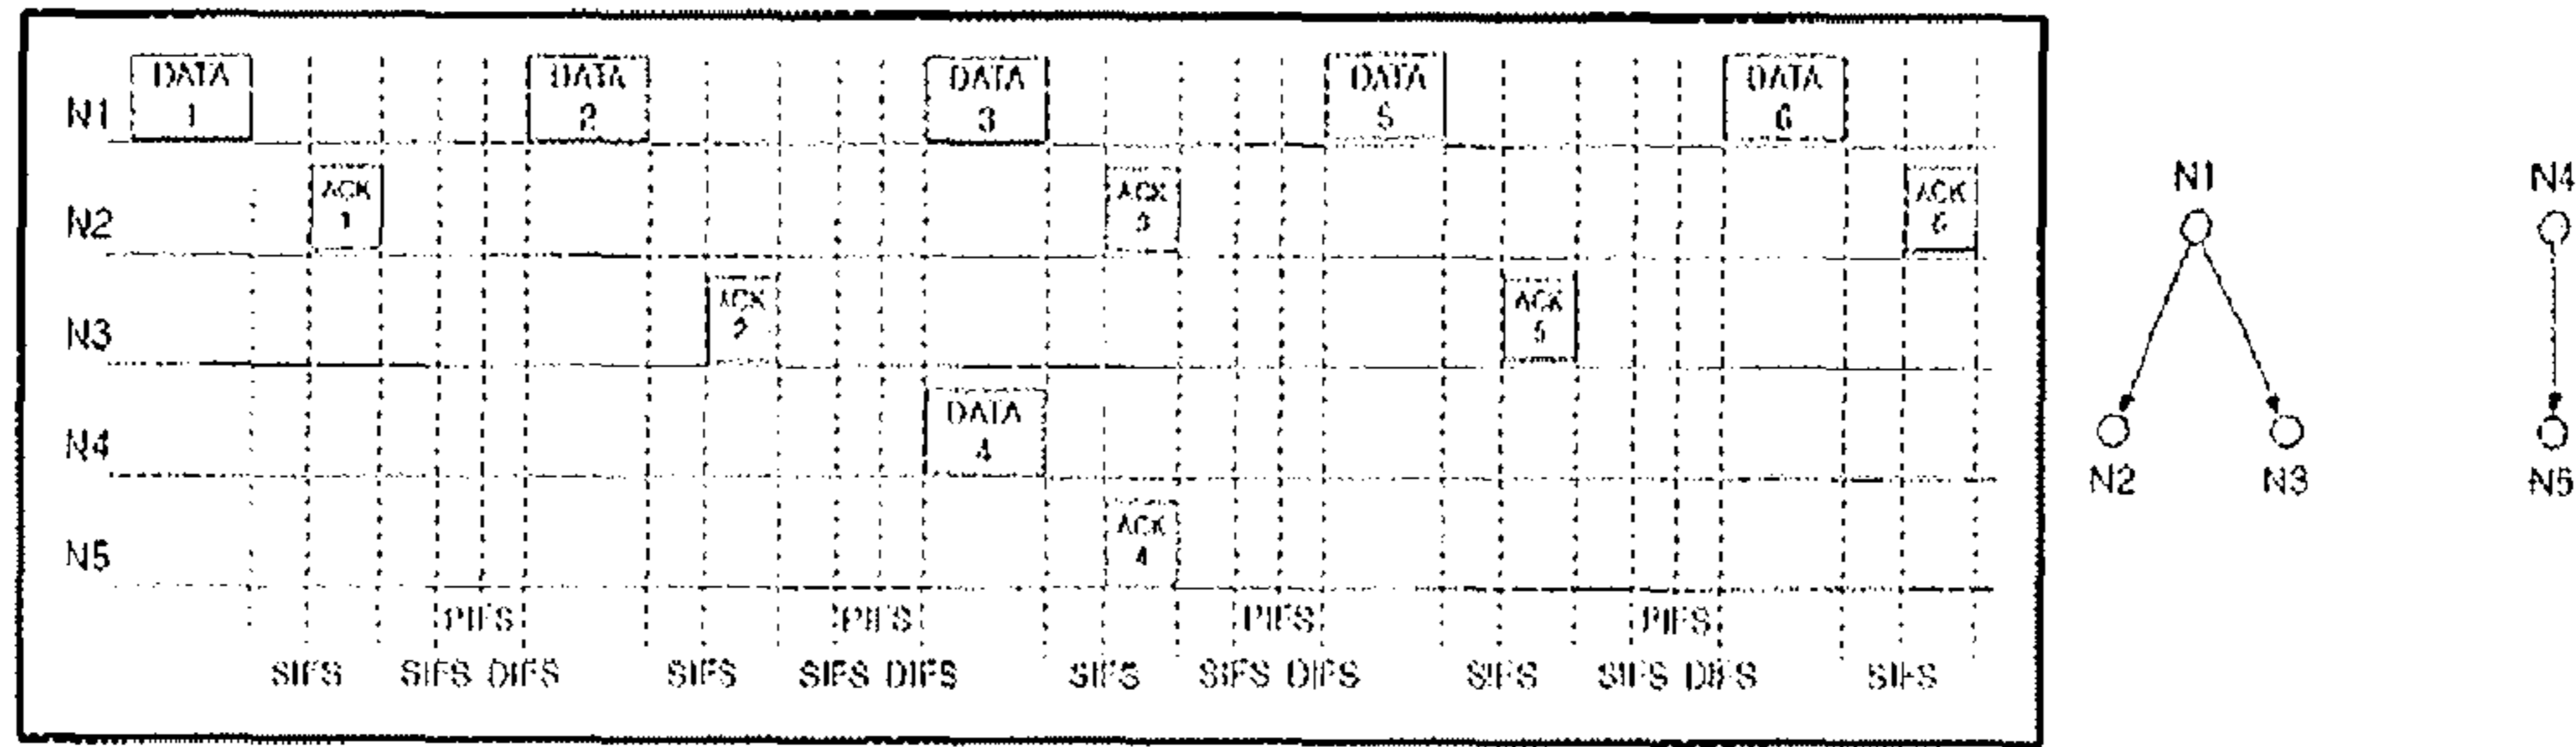 DATA DATA DATA DATA DATA
N1 1 2 3 5 6
ACK ACK ACK
N2 1 3 6
ACK ACK
N3 2 5
DATA
N4 4
ACK
N5 4
PIFS PIFS PIFS PIFS
SIFS SIFS DIFS SIFS SIFS DIFS SIFS SIFS DIFS SIFS SIFS DIFS SIFS
N1 N4
N2 N3 N5